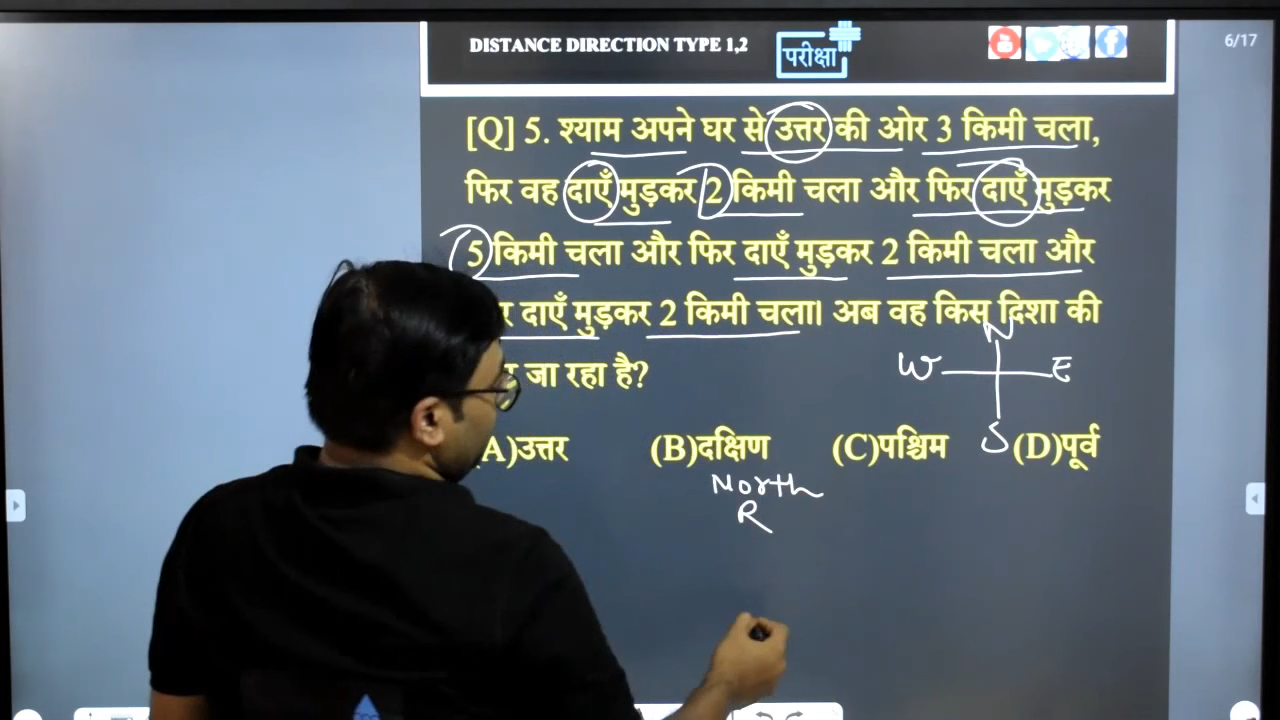 DISTANCE DIRECTION TYPE 1,2
परीक्षा
6/17
[Q] 5. श्याम अपने घर से उत्तर की ओर 3 किमी चला,
फिर वह दाएँ मुड़कर 2 किमी चला और फिर दाएँ मुड़कर
5 किमी चला और फिर दाएँ मुड़कर 2 किमी चला और
दाएँ मुड़कर 2 किमी चला। अब वह किस दिशा की
जा रहा है?
N
W E
S
(A)उत्तर (B)दक्षिण (C)पश्चिम (D)पूर्व
North
R